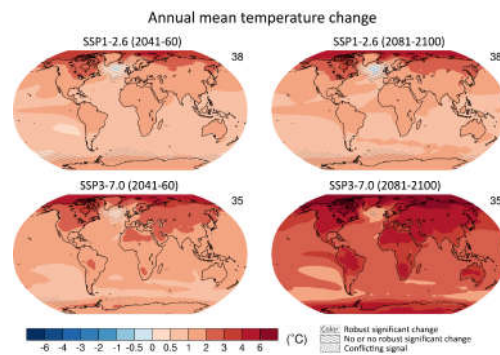 Annual mean temperature change
SSP1-2.6 (2041-60)
38
SSP1-2.6 (2081-2100)
38
SSP3-7.0 (2041-60)
35
SSP3-7.0 (2081-2100)
35
-6 -4 -3 -2 -1 -0.5 0 0.5 1 2 3 4 6
(°C)
Color Robust significant change
No or no robust significant change
Conflicting signal